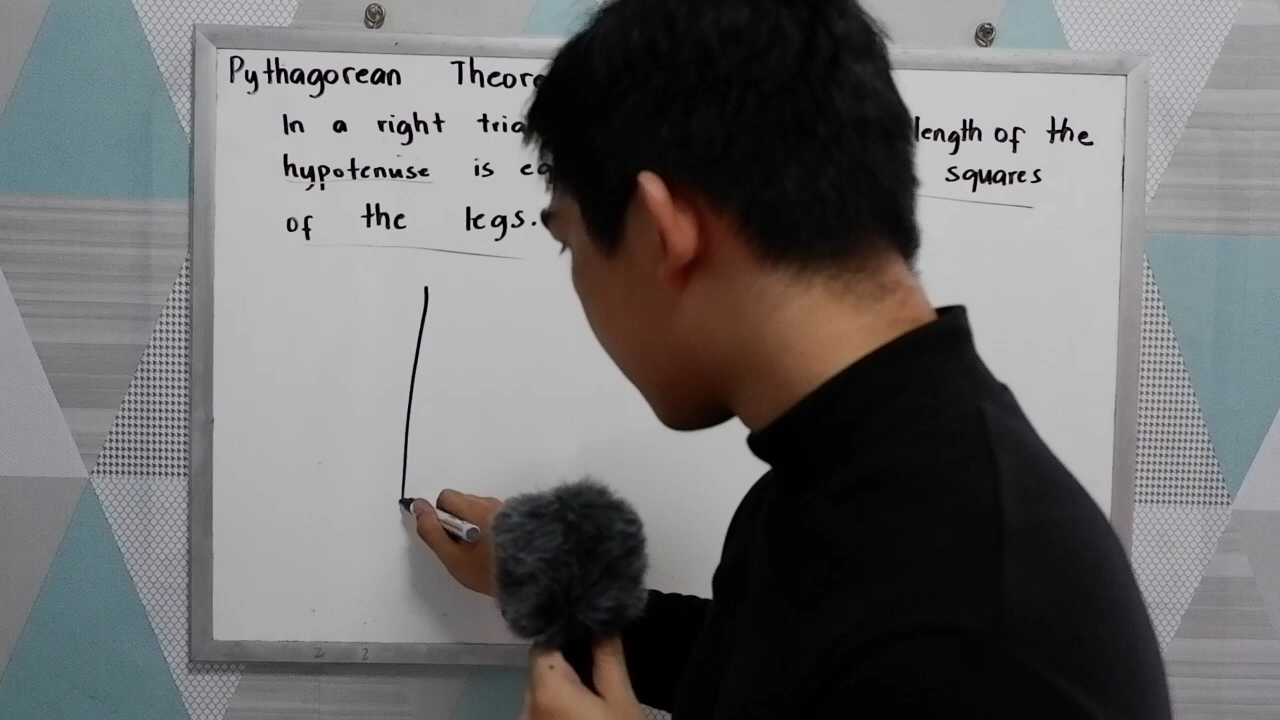 Pythagorean Theore
In a right tria length of the
hypotenuse is eq squares
of the legs.